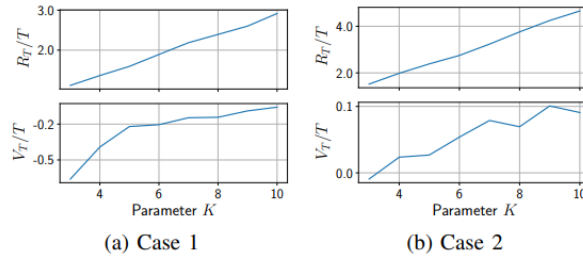 3.0
2.0
R_T/T
-0.2
-0.5
V_T/T
4 6 8 10
Parameter K
(a) Case 1
4.0
2.0
R_T/T
0.1
0.0
V_T/T
4 6 8 10
Parameter K
(b) Case 2